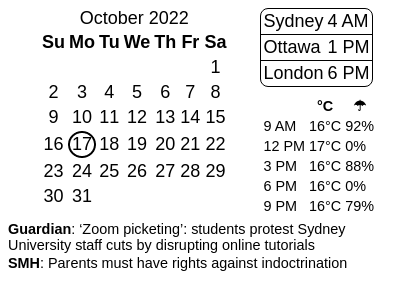 October 2022
Su Mo Tu We Th Fr Sa
1
2 3 4 5 6 7 8
9 10 11 12 13 14 15
16 17 18 19 20 21 22
23 24 25 26 27 28 29
30 31
Sydney 4 AM
Ottawa 1 PM
London 6 PM
°C ☂
9 AM 16°C 92%
12 PM 17°C 0%
3 PM 16°C 88%
6 PM 16°C 0%
9 PM 16°C 79%
Guardian: ‘Zoom picketing’: students protest Sydney
University staff cuts by disrupting online tutorials
SMH: Parents must have rights against indoctrination